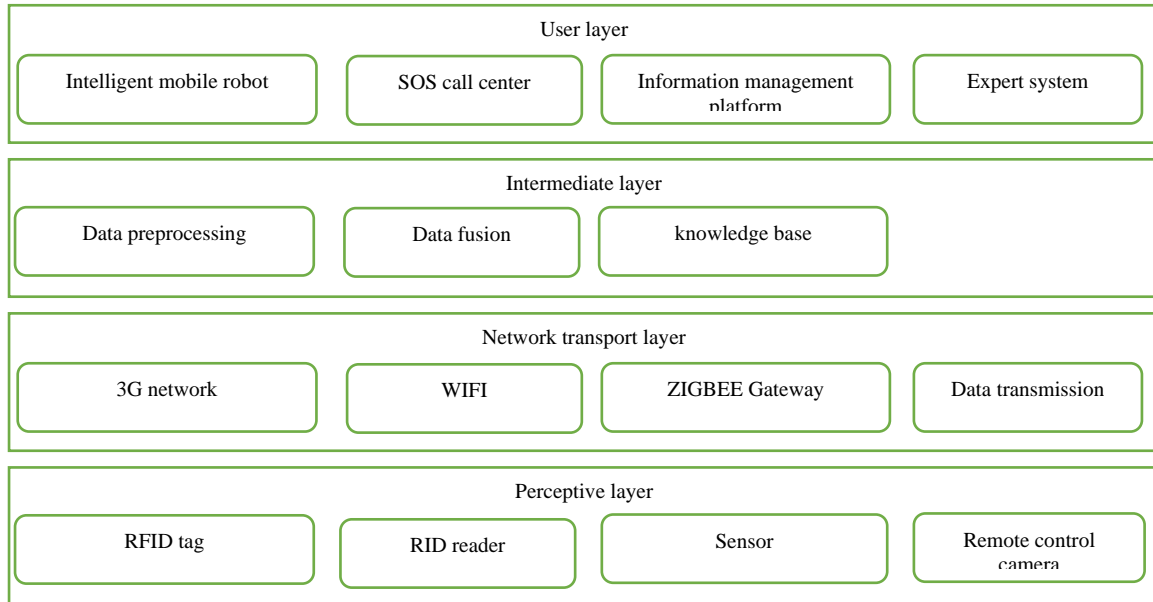 User layer
Intelligent mobile robot
SOS call center
Information management
platform
Expert system
Intermediate layer
Data preprocessing
Data fusion
knowledge base
Network transport layer
3G network
WIFI
ZIGBEE Gateway
Data transmission
Perceptive layer
RFID tag
RID reader
Sensor
Remote control
camera